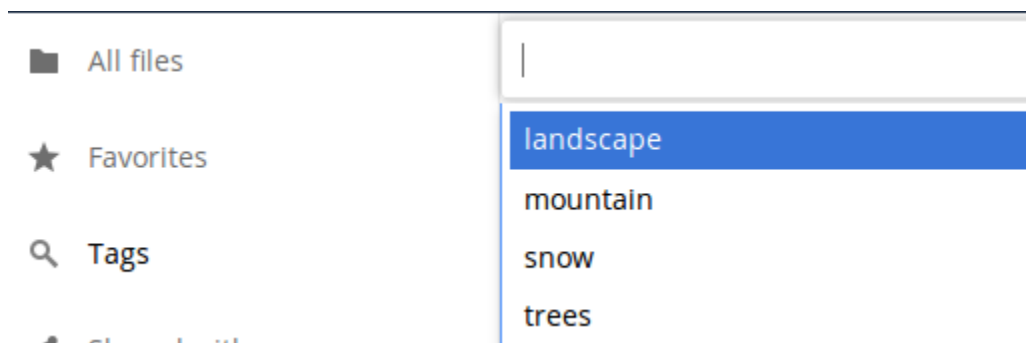 All files
Favorites
Tags
landscape
mountain
snow
trees